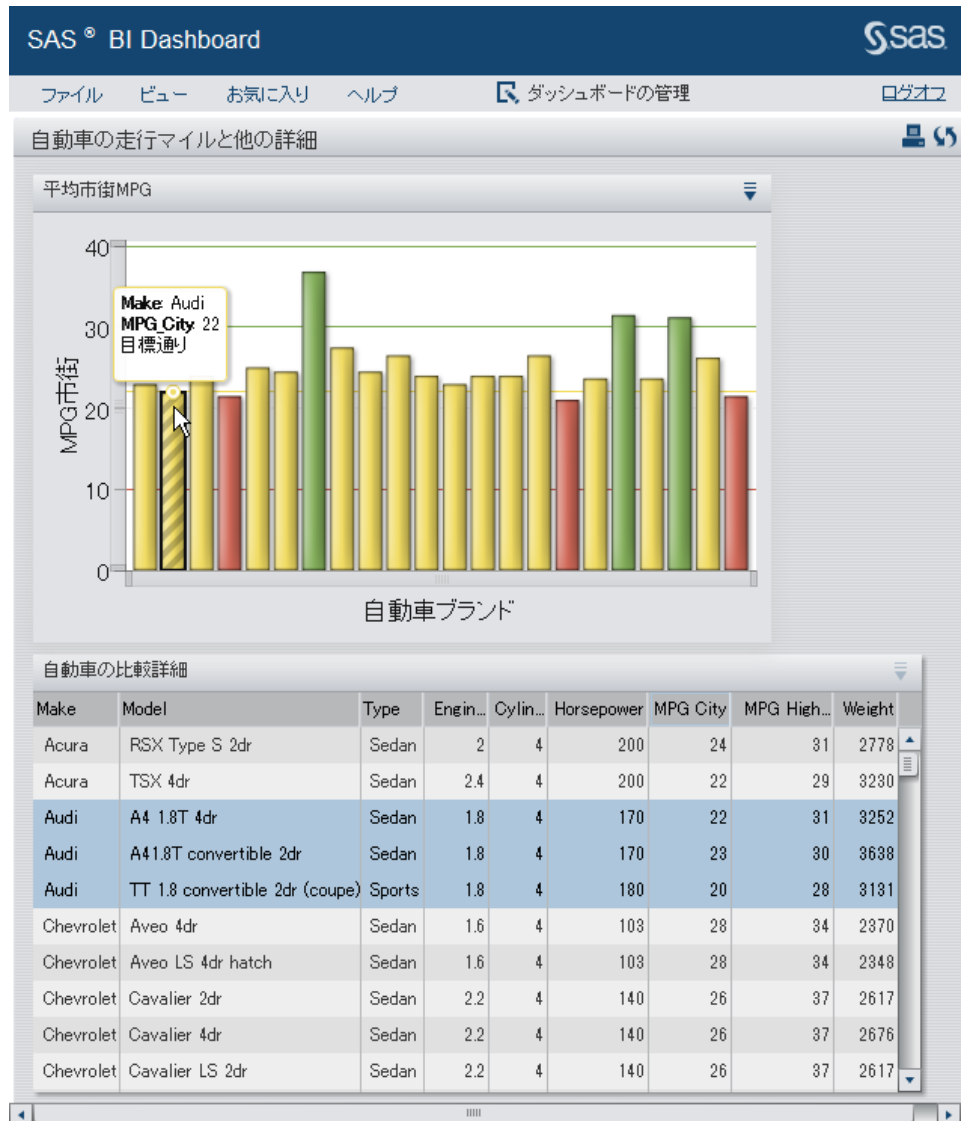 SAS ® BI Dashboard
sas
ファイル ビュー お気に入り ヘルプ ダッシュボードの管理 ログオフ
自動車の走行マイルと他の詳細
平均市街MPG
40
30
20
10
0
MPG市街
Make: Audi
MPG_City: 22
目標通り
自動車ブランド
自動車の比較詳細
Make Model Type Engin... Cylin... Horsepower MPG City MPG High... Weight
Acura RSX Type S 2dr Sedan 2 4 200 24 31 2778
Acura TSX 4dr Sedan 2.4 4 200 22 29 3230
Audi A4 1.8T 4dr Sedan 1.8 4 170 22 31 3252
Audi A41.8T convertible 2dr Sedan 1.8 4 170 23 30 3638
Audi TT 1.8 convertible 2dr (coupe) Sports 1.8 4 180 20 28 3131
Chevrolet Aveo 4dr Sedan 1.6 4 103 28 34 2370
Chevrolet Aveo LS 4dr hatch Sedan 1.6 4 103 28 34 2348
Chevrolet Cavalier 2dr Sedan 2.2 4 140 26 37 2617
Chevrolet Cavalier 4dr Sedan 2.2 4 140 26 37 2676
Chevrolet Cavalier LS 2dr Sedan 2.2 4 140 26 37 2617